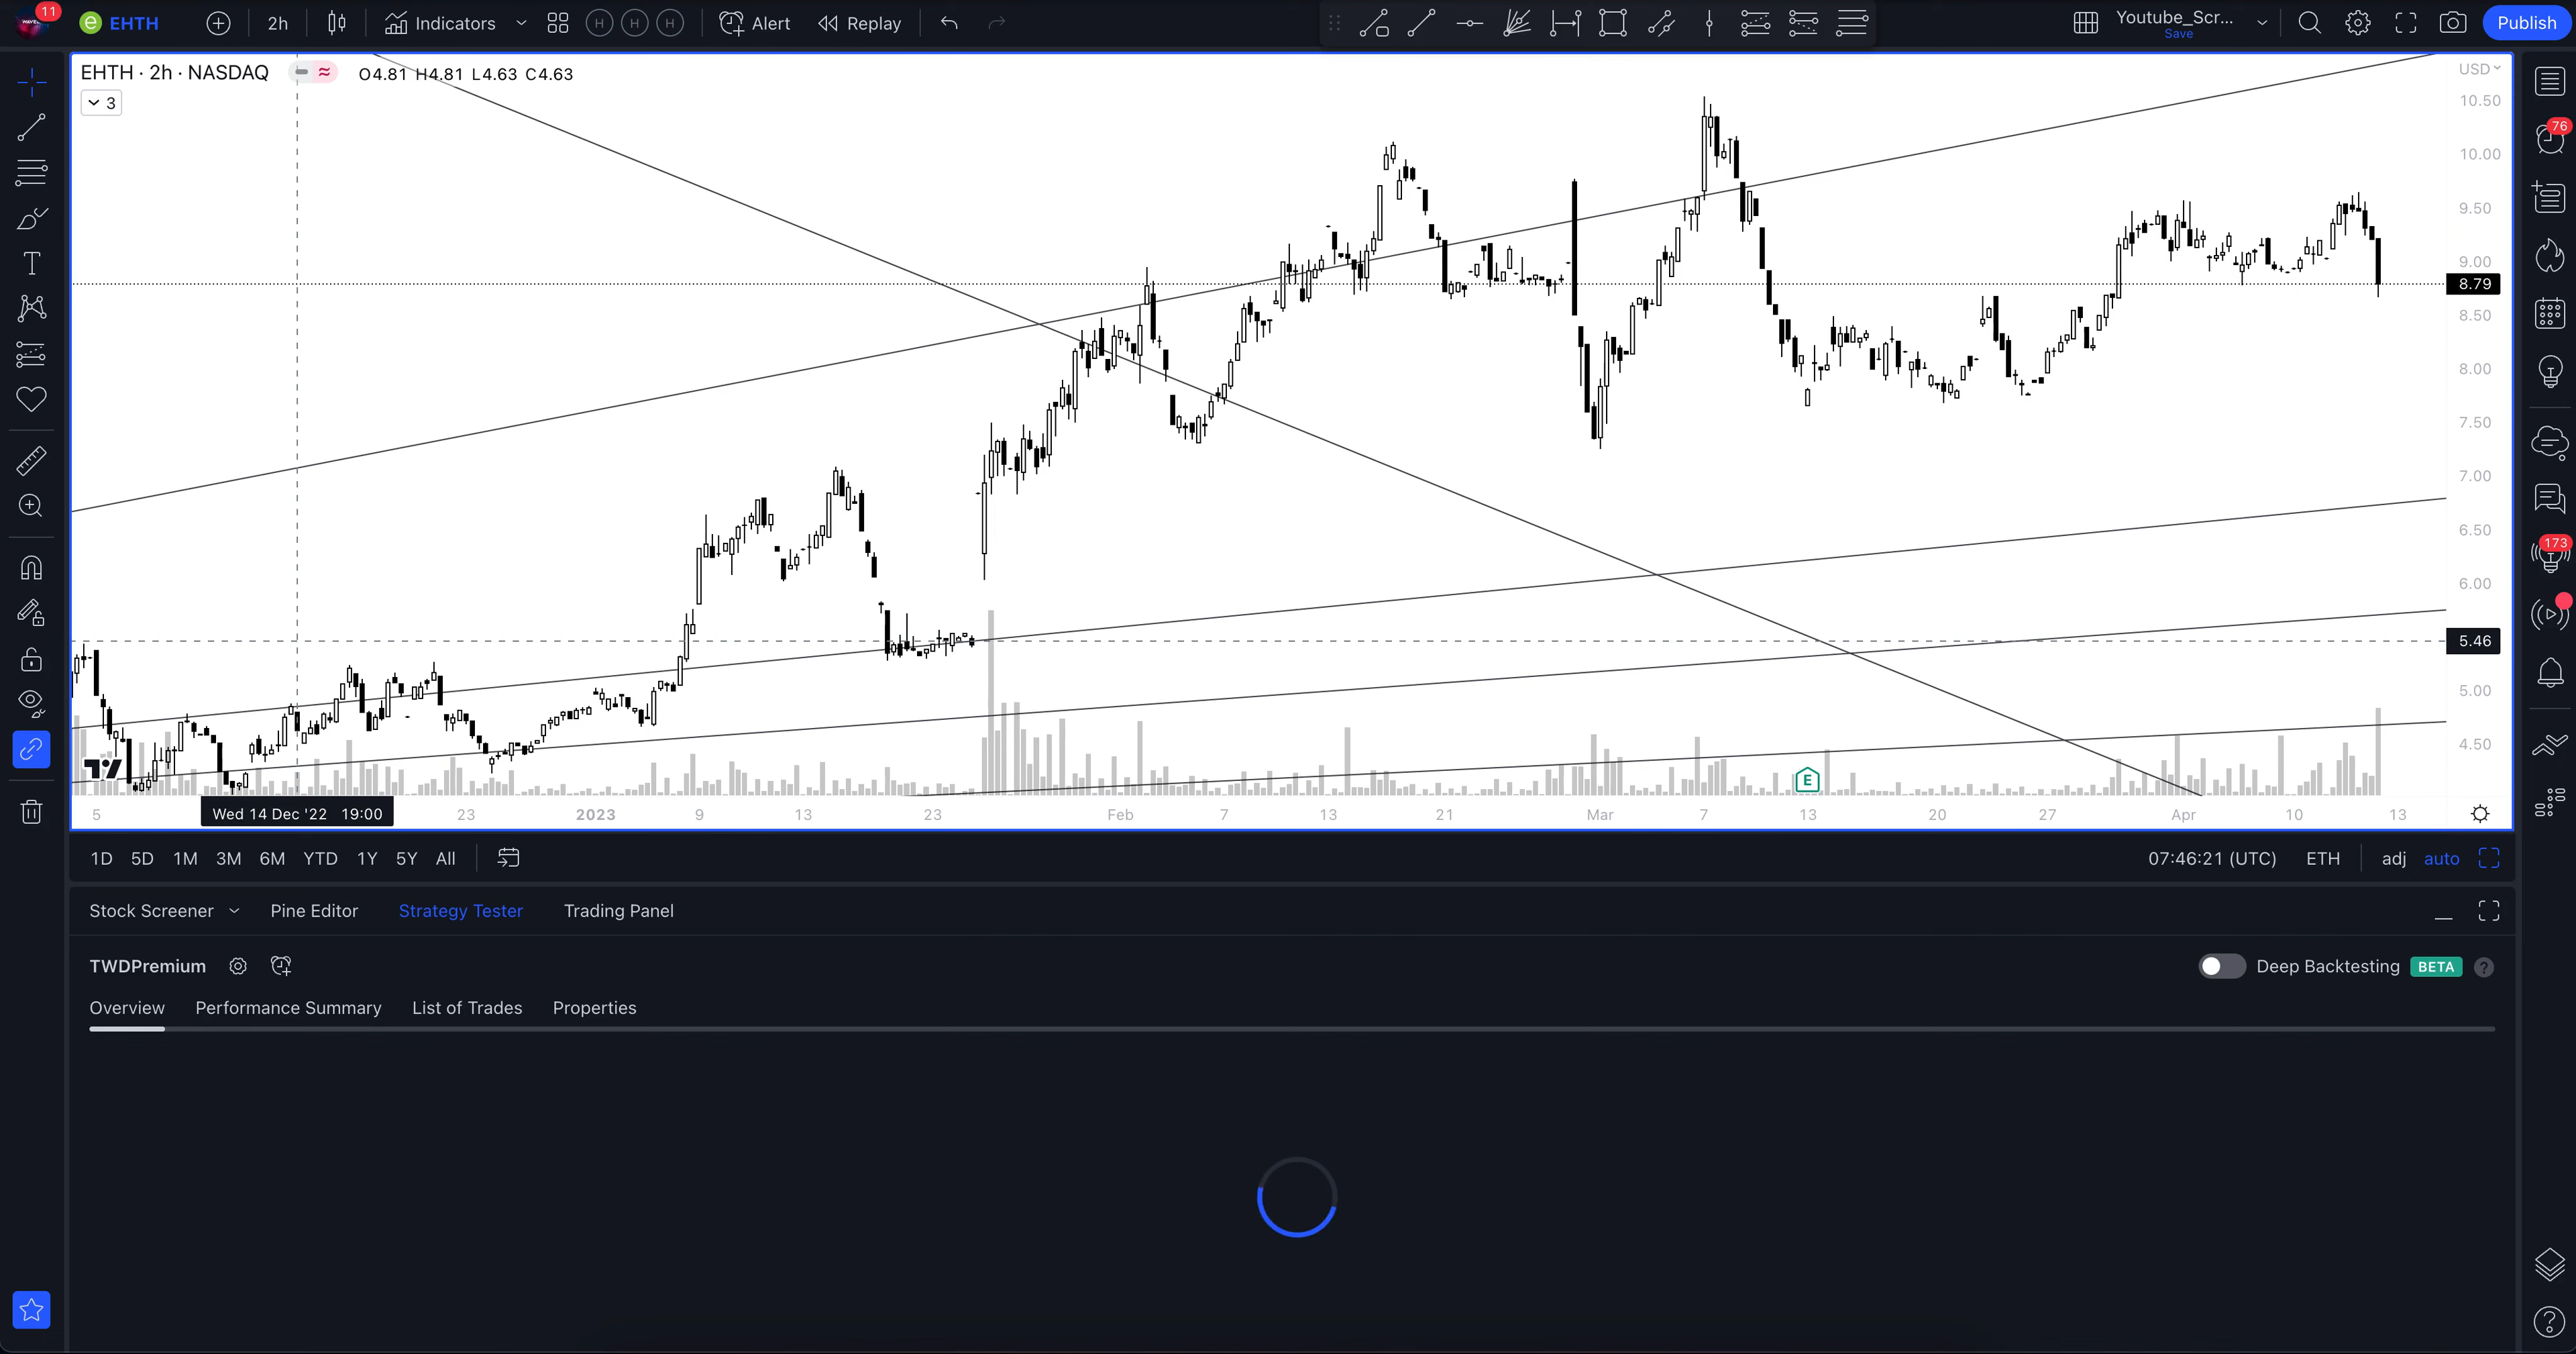 11
EHTH 2h Indicators H H H Alert Replay Youtube_Scr... Save Publish
EHTH · 2h · NASDAQ O4.81 H4.81 L4.63 C4.63
3
USD
10.50
10.00
9.50
9.00
8.79
8.50
8.00
7.50
7.00
6.50
6.00
5.46
5.00
4.50
E
5 Wed 14 Dec '22 19:00 23 2023 9 13 23 Feb 7 13 21 Mar 7 13 20 27 Apr 10 13
76
173
1D 5D 1M 3M 6M YTD 1Y 5Y All 07:46:21 (UTC) ETH adj auto
Stock Screener Pine Editor Strategy Tester Trading Panel
TWDPremium Deep Backtesting BETA ?
Overview Performance Summary List of Trades Properties